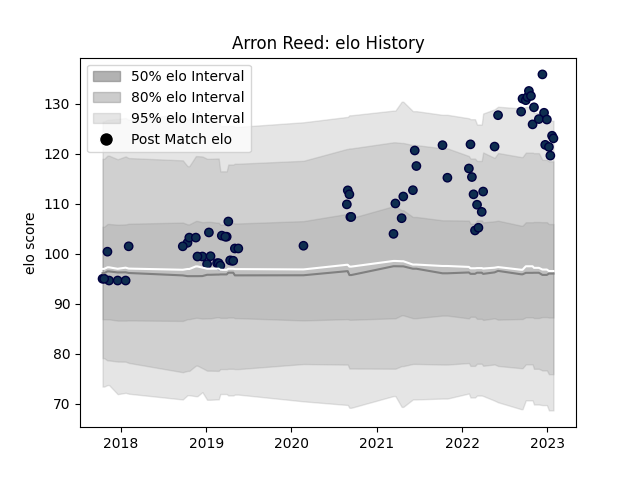 Arron Reed: elo History
50% elo Interval
80% elo Interval
95% elo Interval
Post Match elo
elo score
130
120
110
100
90
80
70
2018 2019 2020 2021 2022 2023